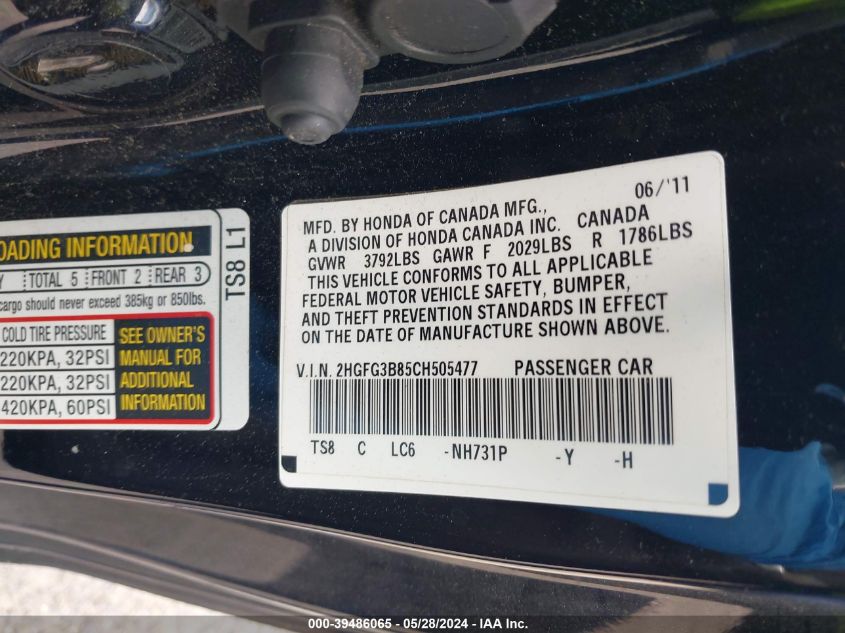 OADING INFORMATION
Y TOTAL 5 FRONT 2 REAR 3
cargo should never exceed 385kg or 850lbs.
COLD TIRE PRESSURE
220KPA, 32PSI
220KPA, 32PSI
420KPA, 60PSI
SEE OWNER'S
MANUAL FOR
ADDITIONAL
INFORMATION
TS8 L1
06/'11
MFD. BY HONDA OF CANADA MFG.,
A DIVISION OF HONDA CANADA INC. CANADA
GVWR 3792LBS GAWR F 2029LBS R 1786LBS
THIS VEHICLE CONFORMS TO ALL APPLICABLE
FEDERAL MOTOR VEHICLE SAFETY, BUMPER,
AND THEFT PREVENTION STANDARDS IN EFFECT
ON THE DATE OF MANUFACTURE SHOWN ABOVE.
V.I.N. 2HGFG3B85CH505477 PASSENGER CAR
TS8 C LC6 -NH731P -Y -H
000-39486065 - 05/28/2024 - IAA Inc.